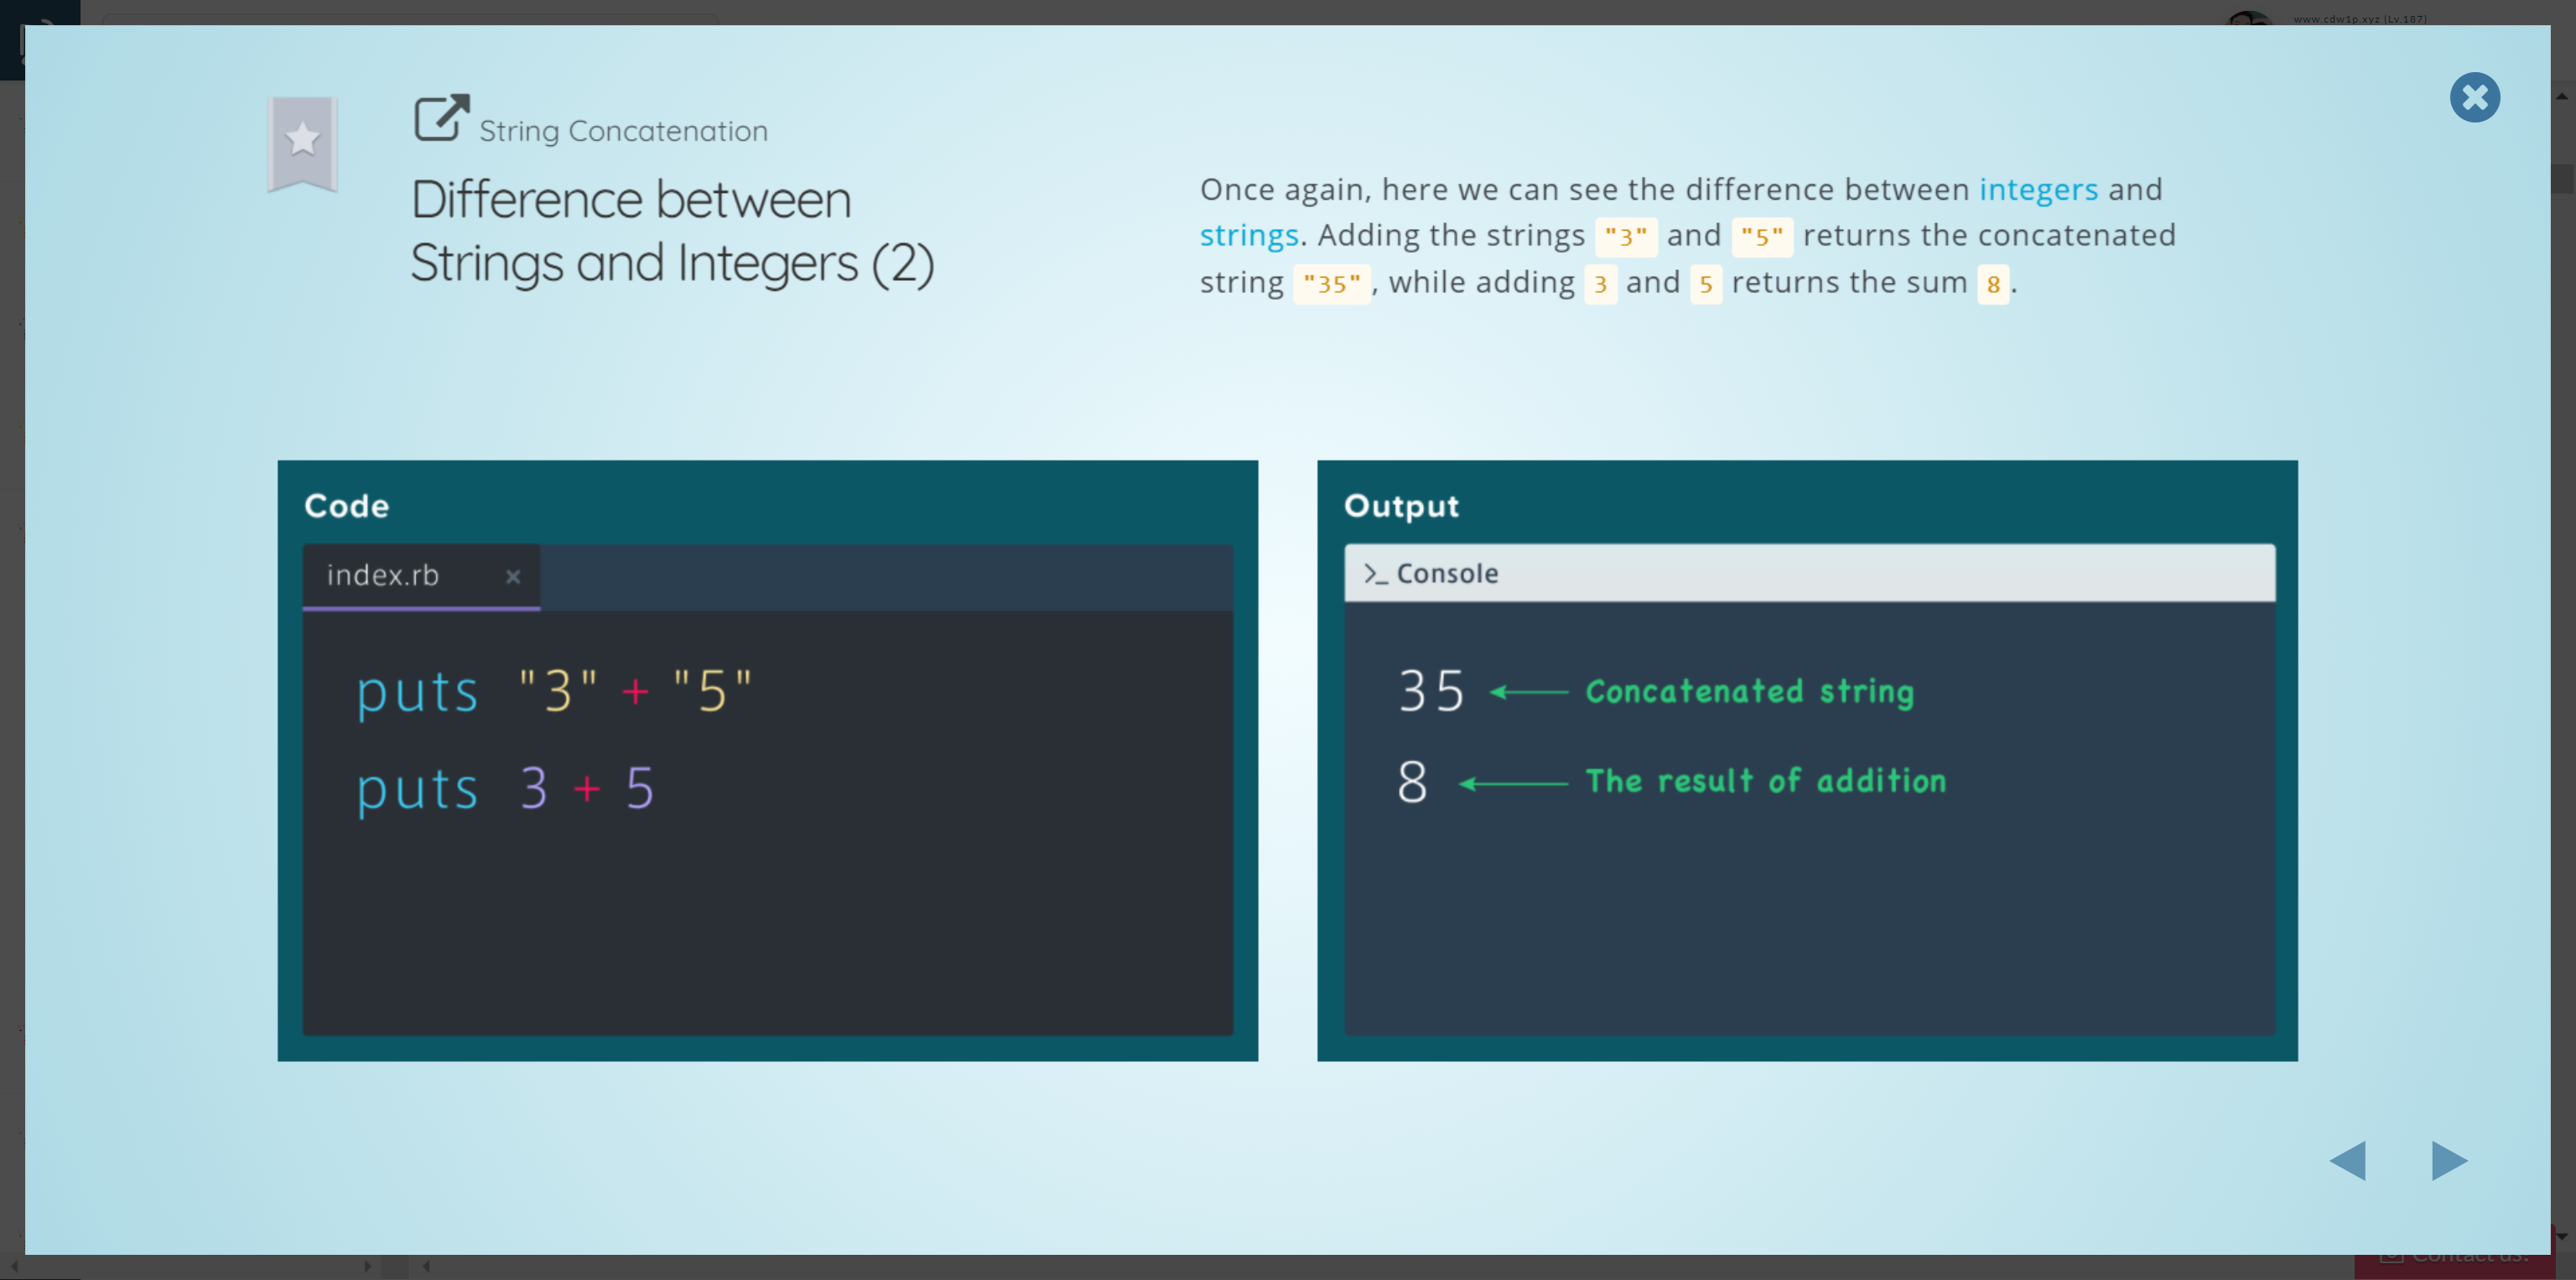 www.cdw1p.xyz (Lv.187)
String Concatenation
Difference between
Strings and Integers (2)
Once again, here we can see the difference between integers and
strings. Adding the strings "3" and "5" returns the concatenated
string "35", while adding 3 and 5 returns the sum 8.
Code
index.rb
puts "3" + "5"
puts 3 + 5
Output
>_ Console
35 Concatenated string
8 The result of addition
Contact us!